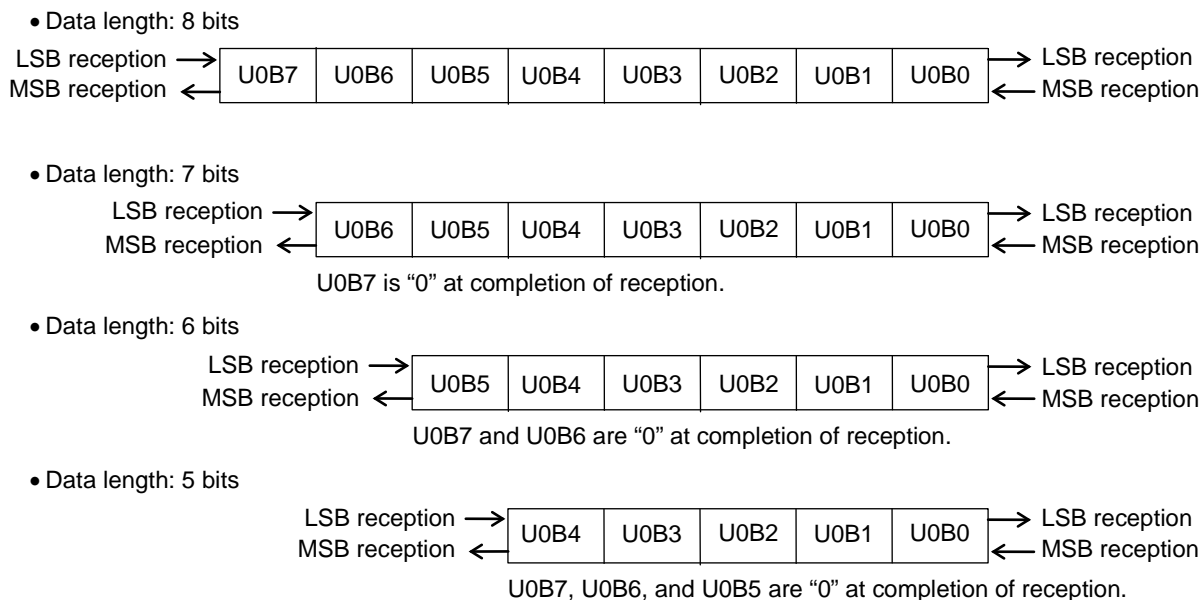 • Data length: 8 bits
LSB reception U0B7 U0B6 U0B5 U0B4 U0B3 U0B2 U0B1 U0B0 LSB reception
MSB reception MSB reception
• Data length: 7 bits
LSB reception U0B6 U0B5 U0B4 U0B3 U0B2 U0B1 U0B0 LSB reception
MSB reception MSB reception
U0B7 is “0” at completion of reception.
• Data length: 6 bits
LSB reception U0B5 U0B4 U0B3 U0B2 U0B1 U0B0 LSB reception
MSB reception MSB reception
U0B7 and U0B6 are “0” at completion of reception.
• Data length: 5 bits
LSB reception U0B4 U0B3 U0B2 U0B1 U0B0 LSB reception
MSB reception MSB reception
U0B7, U0B6, and U0B5 are “0” at completion of reception.